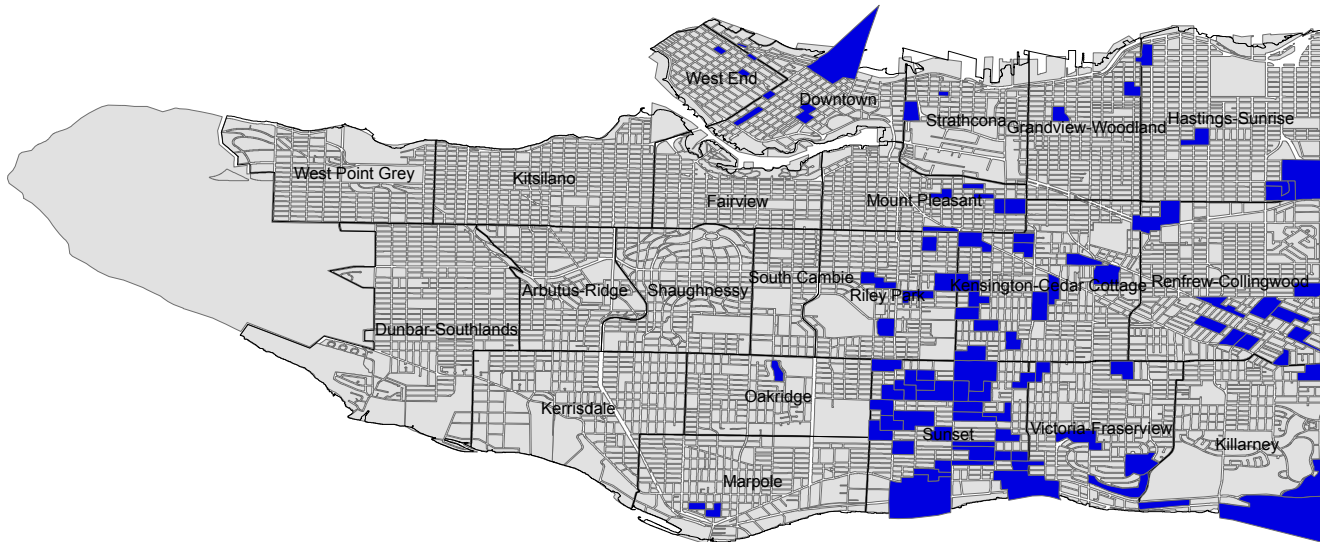 West End
Downtown
Strathcona
Grandview-Woodland
Hastings-Sunrise
West Point Grey
Kitsilano
Fairview
Mount Pleasant
South Cambie
Arbutus-Ridge
Shaughnessy
Riley Park
Kensington-Cedar Cottage
Renfrew-Collingwood
Dunbar-Southlands
Kerrisdale
Oakridge
Sunset
Victoria-Fraserview
Killarney
Marpole